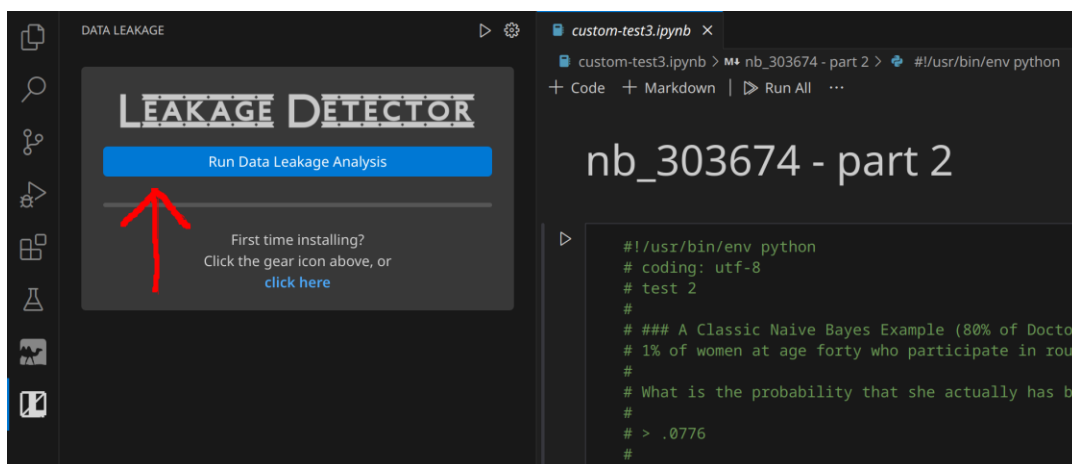 DATA LEAKAGE
LEAKAGE DETECTOR
Run Data Leakage Analysis
First time installing?
Click the gear icon above, or
click here
custom-test3.ipynb
custom-test3.ipynb > M↓ nb_303674 - part 2 > #!/usr/bin/env python
+ Code + Markdown | Run All ...
nb_303674 - part 2
#!/usr/bin/env python
# coding: utf-8
# test 2
#
# ### A Classic Naive Bayes Example (80% of Docto
# 1% of women at age forty who participate in rou
#
# What is the probability that she actually has b
#
# > .0776
#